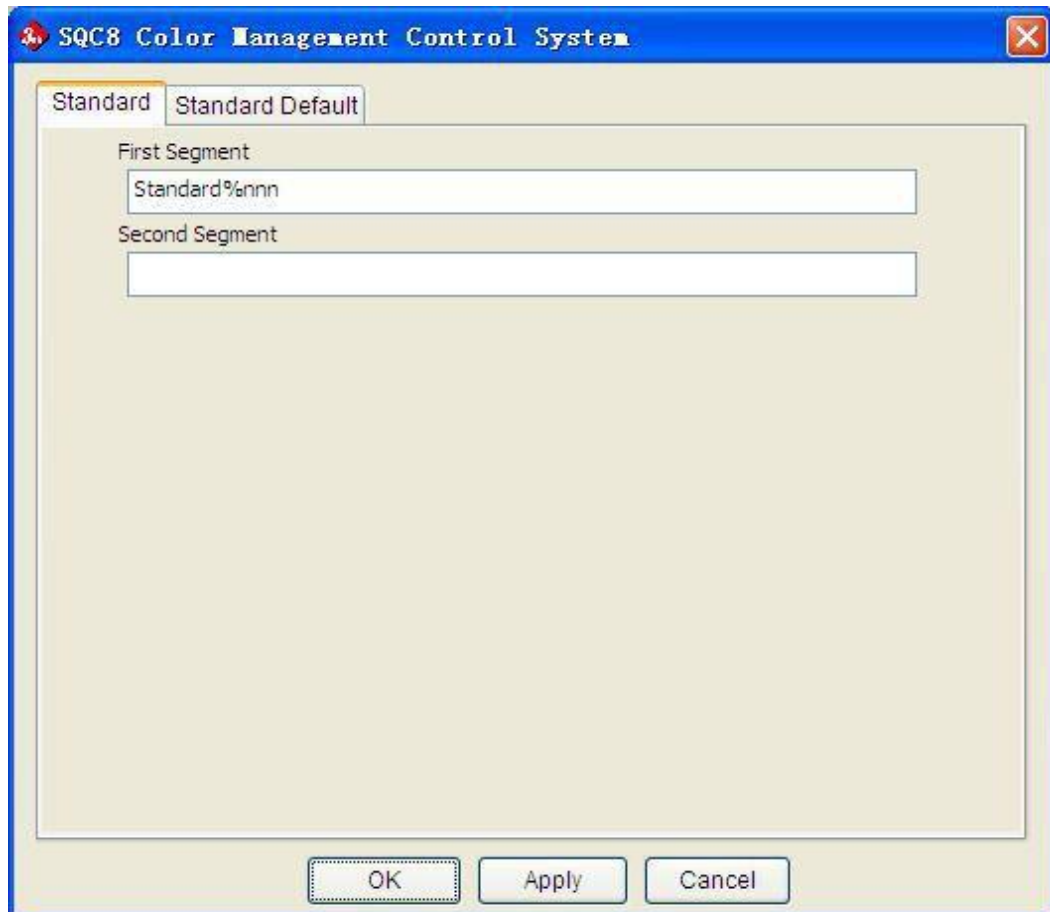 SQC8 Color Management Control System
Standard Standard Default
First Segment
Standard%nnn
Second Segment
OK Apply Cancel